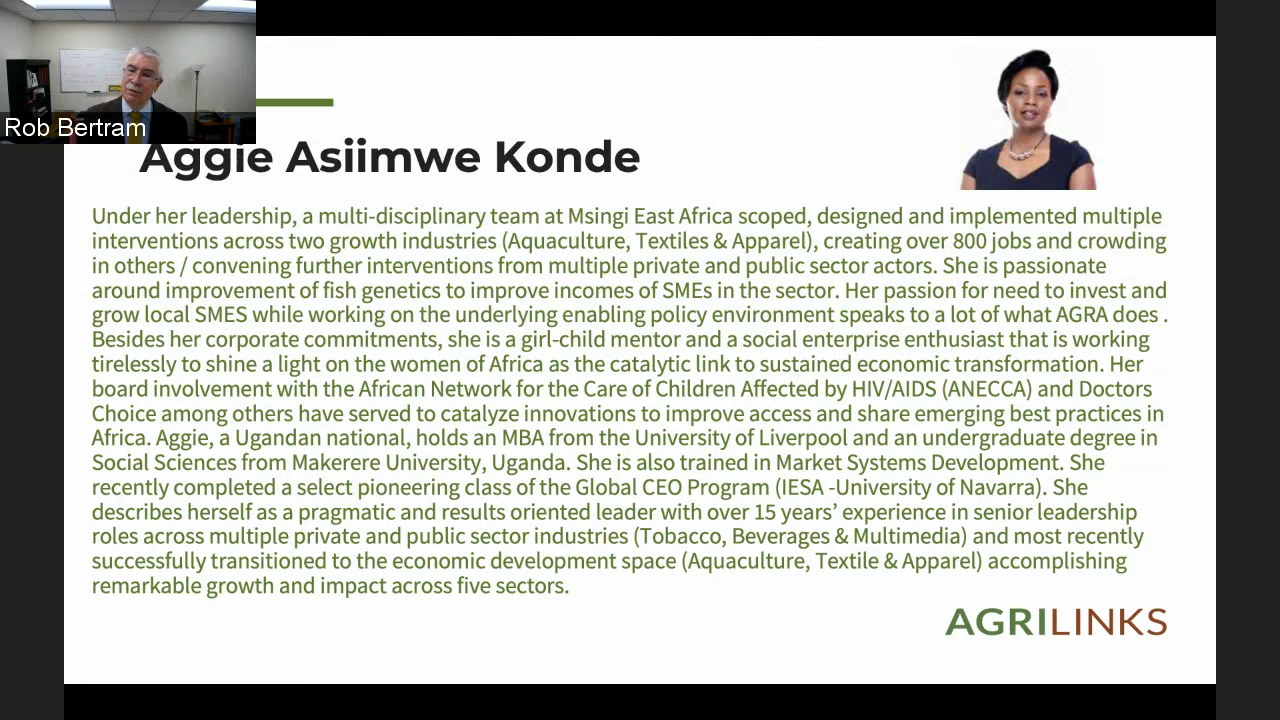 Rob Bertram
Aggie Asiimwe Konde
Under her leadership, a multi-disciplinary team at Msingi East Africa scoped, designed and implemented multiple
interventions across two growth industries (Aquaculture, Textiles & Apparel), creating over 800 jobs and crowding
in others / convening further interventions from multiple private and public sector actors. She is passionate
around improvement of fish genetics to improve incomes of SMEs in the sector. Her passion for need to invest and
grow local SMES while working on the underlying enabling policy environment speaks to a lot of what AGRA does .
Besides her corporate commitments, she is a girl-child mentor and a social enterprise enthusiast that is working
tirelessly to shine a light on the women of Africa as the catalytic link to sustained economic transformation. Her
board involvement with the African Network for the Care of Children Affected by HIV/AIDS (ANECCA) and Doctors
Choice among others have served to catalyze innovations to improve access and share emerging best practices in
Africa. Aggie, a Ugandan national, holds an MBA from the University of Liverpool and an undergraduate degree in
Social Sciences from Makerere University, Uganda. She is also trained in Market Systems Development. She
recently completed a select pioneering class of the Global CEO Program (IESA -University of Navarra). She
describes herself as a pragmatic and results oriented leader with over 15 years’ experience in senior leadership
roles across multiple private and public sector industries (Tobacco, Beverages & Multimedia) and most recently
successfully transitioned to the economic development space (Aquaculture, Textile & Apparel) accomplishing
remarkable growth and impact across five sectors.
AGRILINKS